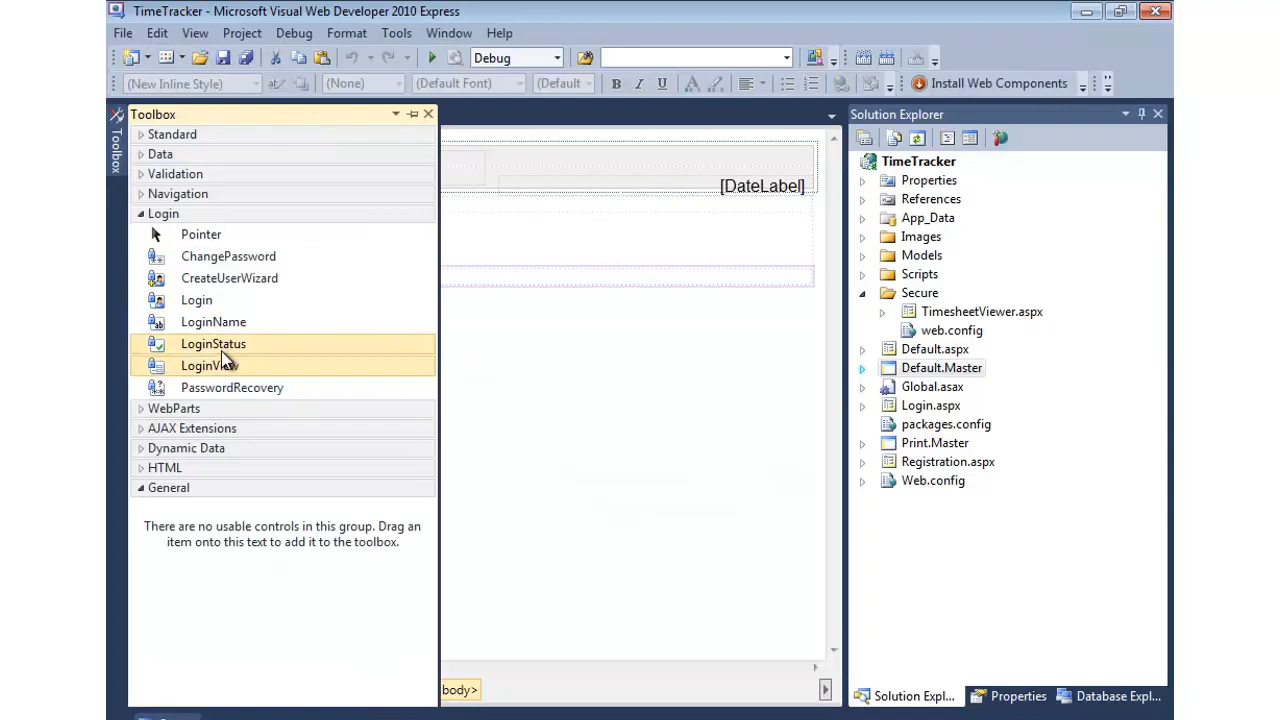 TimeTracker - Microsoft Visual Web Developer 2010 Express
File Edit View Project Debug Format Tools Window Help
Debug
(New Inline Style) (None) (Default Font) (Default B I U A Install Web Components
Toolbox
Toolbox
Standard
Data
Validation
Navigation
Login
Pointer
ChangePassword
CreateUserWizard
Login
LoginName
LoginStatus
PasswordRecovery
WebParts
AJAX Extensions
Dynamic Data
HTML
General
There are no usable controls in this group. Drag an
item onto this text to add it to the toolbox.
[DateLabel]
body>
Solution Explorer
TimeTracker
Properties
References
App_Data
Images
Models
Scripts
Secure
TimesheetViewer.aspx
web.config
Default.aspx
Default.Master
Global.asax
Login.aspx
packages.config
Print.Master
Registration.aspx
Web.config
Solution Expl... Properties Database Expl...